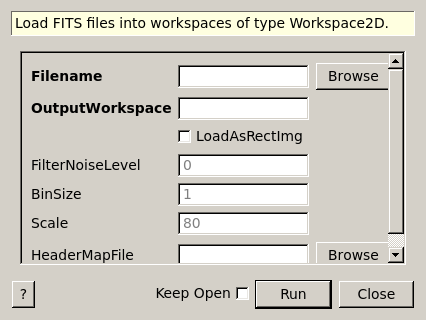 Load FITS files into workspaces of type Workspace2D.
Filename Browse
OutputWorkspace
LoadAsRectImg
FilterNoiseLevel 0
BinSize 1
Scale 80
HeaderMapFile Browse
? Keep Open Run Close